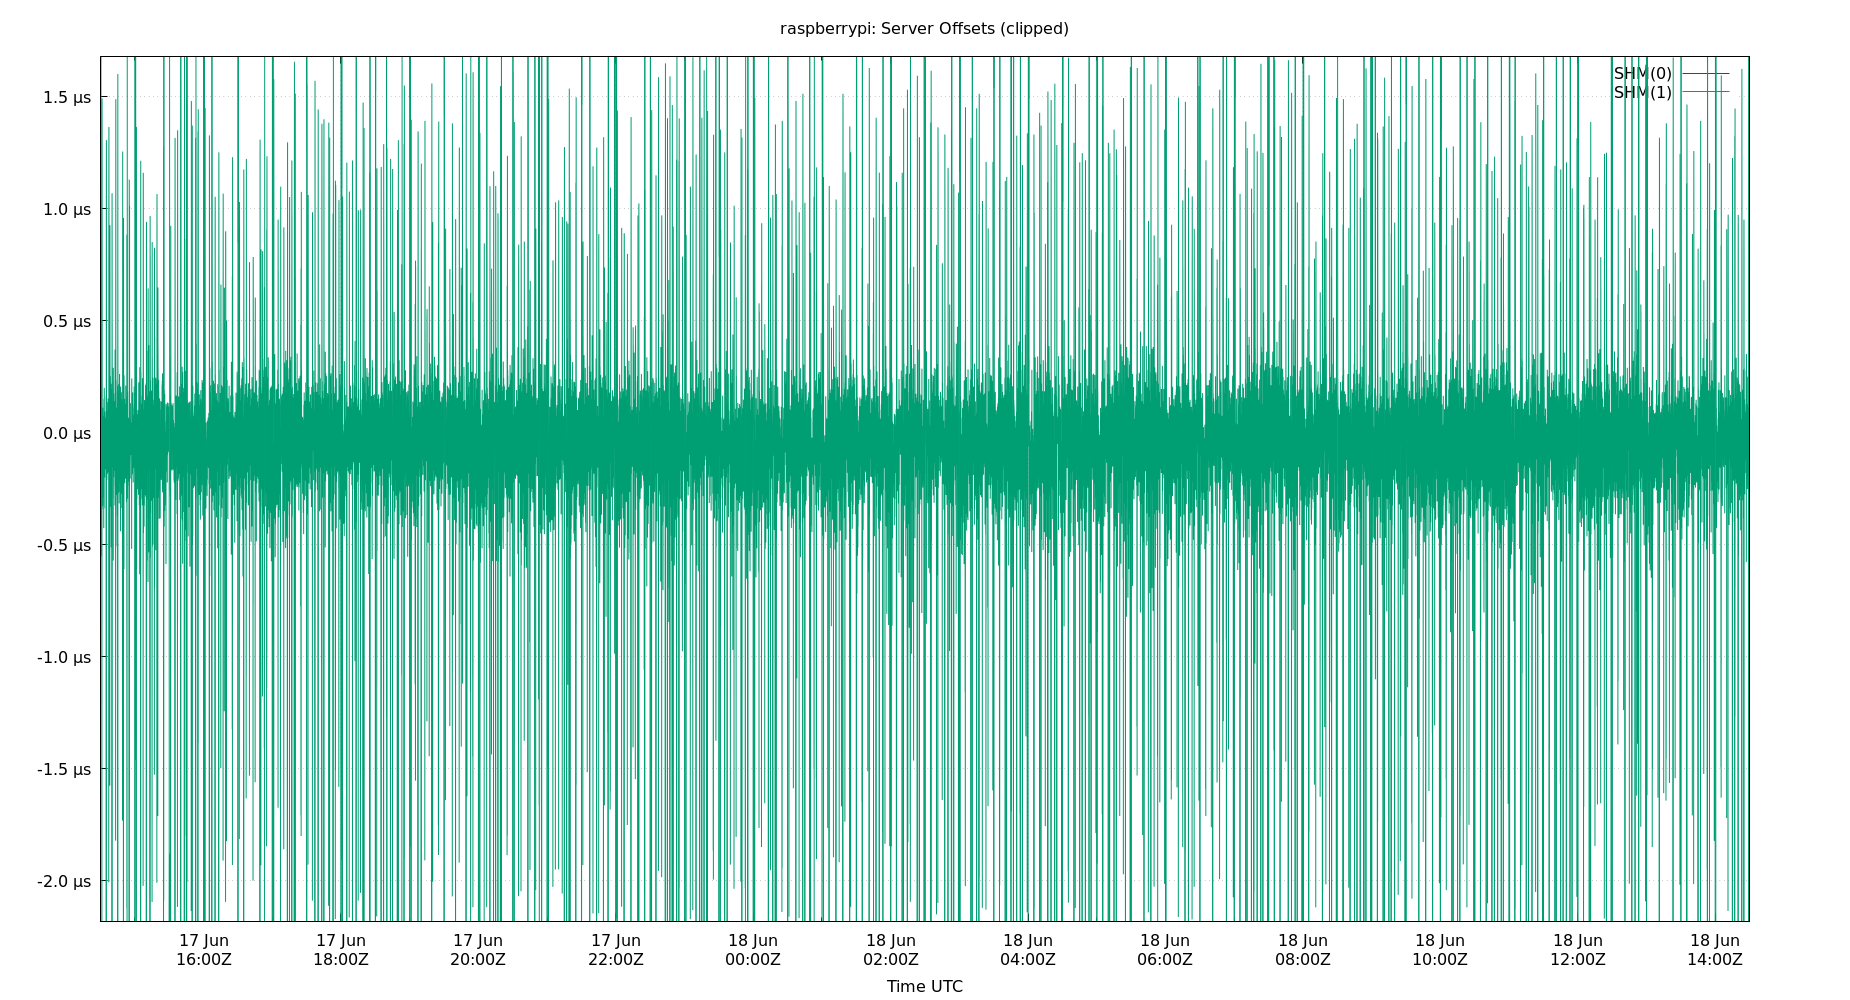 raspberrypi: Server Offsets (clipped)
SHM(0)
SHM(1)
1.5 µs
1.0 µs
0.5 µs
0.0 µs
-0.5 µs
-1.0 µs
-1.5 µs
-2.0 µs
17 Jun 17 Jun 17 Jun 17 Jun 18 Jun 18 Jun 18 Jun 18 Jun 18 Jun 18 Jun 18 Jun 18 Jun
16:00Z 18:00Z 20:00Z 22:00Z 00:00Z 02:00Z 04:00Z 06:00Z 08:00Z 10:00Z 12:00Z 14:00Z
Time UTC